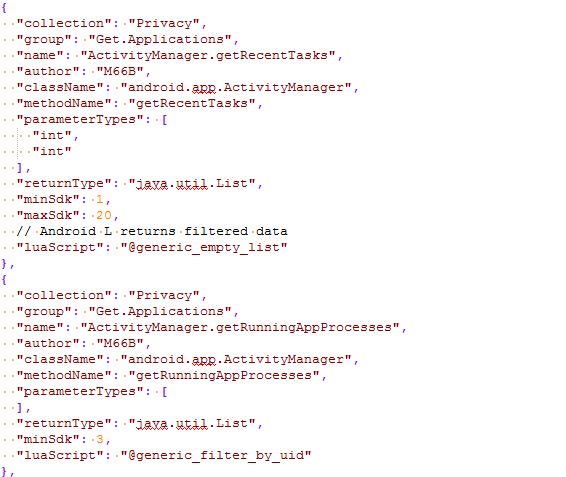 {
  "collection": "Privacy",
  "group": "Get.Applications",
  "name": "ActivityManager.getRecentTasks",
  "author": "M66B",
  "className": "android.app.ActivityManager",
  "methodName": "getRecentTasks",
  "parameterTypes": [
    "int",
    "int"
  ],
  "returnType": "java.util.List",
  "minSdk": 1,
  "maxSdk": 20,
  // Android L returns filtered data
  "luaScript": "@generic_empty_list"
},
{
  "collection": "Privacy",
  "group": "Get.Applications",
  "name": "ActivityManager.getRunningAppProcesses",
  "author": "M66B",
  "className": "android.app.ActivityManager",
  "methodName": "getRunningAppProcesses",
  "parameterTypes": [
  ],
  "returnType": "java.util.List",
  "minSdk": 3,
  "luaScript": "@generic_filter_by_uid"
},